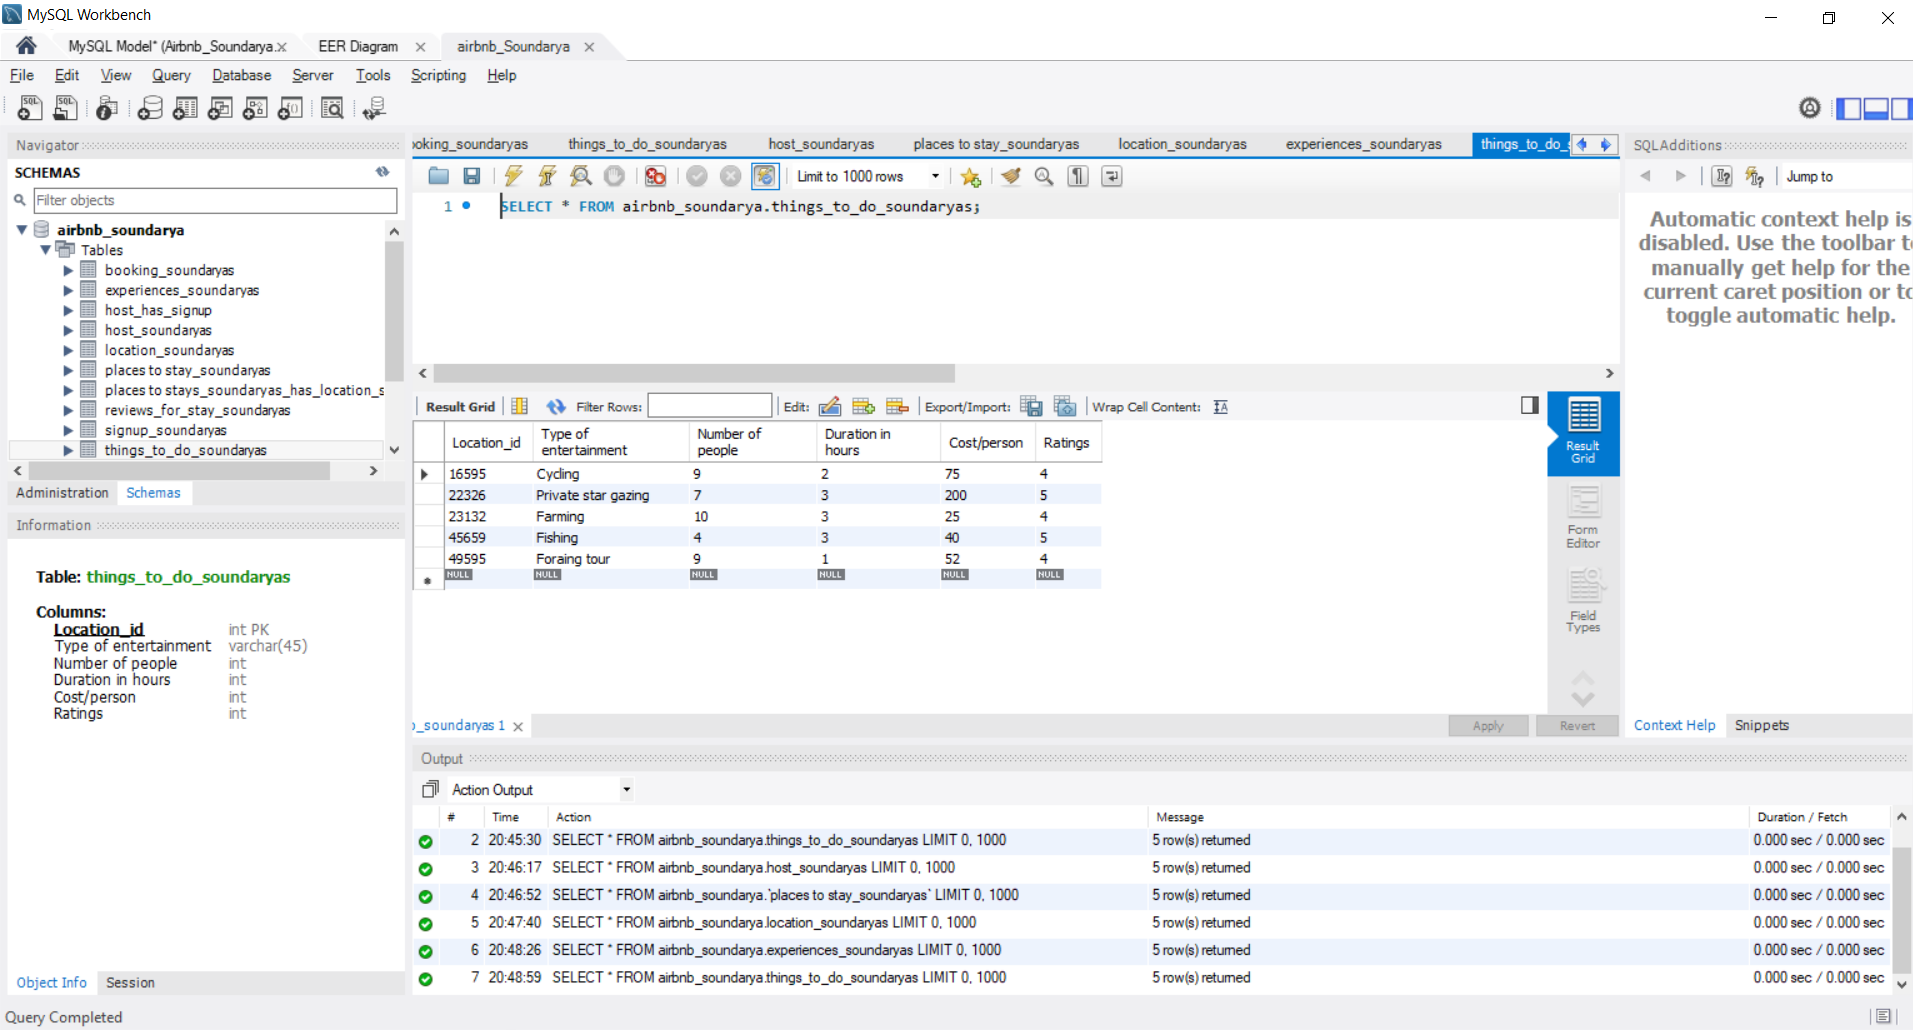 MySQL Workbench
MySQL Model* (Airbnb_Soundarya.
EER Diagram
airbnb_Soundarya
File Edit View Query Database Server Tools Scripting Help
Navigator
SCHEMAS
Filter objects
airbnb_soundarya
Tables
booking_soundaryas
experiences_soundaryas
host_has_signup
host_soundaryas
location_soundaryas
places to stay_soundaryas
places to stays_soundaryas_has_location_s
reviews_for_stay_soundaryas
signup_soundaryas
things_to_do_soundaryas
Administration Schemas
Information
Table: things_to_do_soundaryas
Columns:
Location_id int PK
Type of entertainment varchar(45)
Number of people int
Duration in hours int
Cost/person int
Ratings int
Object Info Session
Query Completed
ooking_soundaryas things_to_do_soundaryas host_soundaryas places to stay_soundaryas location_soundaryas experiences_soundaryas things_to_do_
Limit to 1000 rows
1 SELECT * FROM airbnb_soundarya.things_to_do_soundaryas;
Result Grid Filter Rows: Edit: Export/Import: Wrap Cell Content:
Location_id Type of entertainment Number of people Duration in hours Cost/person Ratings
16595 Cycling 9 2 75 4
22326 Private star gazing 7 3 200 5
23132 Farming 10 3 25 4
45659 Fishing 4 3 40 5
49595 Foraing tour 9 1 52 4
NULL NULL NULL NULL NULL NULL
Result Grid
Form Editor
Field Types
_soundaryas 1
Apply Revert
SQLAdditions
Jump to
Automatic context help is
disabled. Use the toolbar to
manually get help for the
current caret position or to
toggle automatic help.
Context Help Snippets
Output
Action Output
# Time Action Message Duration / Fetch
2 20:45:30 SELECT * FROM airbnb_soundarya.things_to_do_soundaryas LIMIT 0, 1000 5 row(s) returned 0.000 sec / 0.000 sec
3 20:46:17 SELECT * FROM airbnb_soundarya.host_soundaryas LIMIT 0, 1000 5 row(s) returned 0.000 sec / 0.000 sec
4 20:46:52 SELECT * FROM airbnb_soundarya.`places to stay_soundaryas` LIMIT 0, 1000 5 row(s) returned 0.000 sec / 0.000 sec
5 20:47:40 SELECT * FROM airbnb_soundarya.location_soundaryas LIMIT 0, 1000 5 row(s) returned 0.000 sec / 0.000 sec
6 20:48:26 SELECT * FROM airbnb_soundarya.experiences_soundaryas LIMIT 0, 1000 5 row(s) returned 0.000 sec / 0.000 sec
7 20:48:59 SELECT * FROM airbnb_soundarya.things_to_do_soundaryas LIMIT 0, 1000 5 row(s) returned 0.000 sec / 0.000 sec